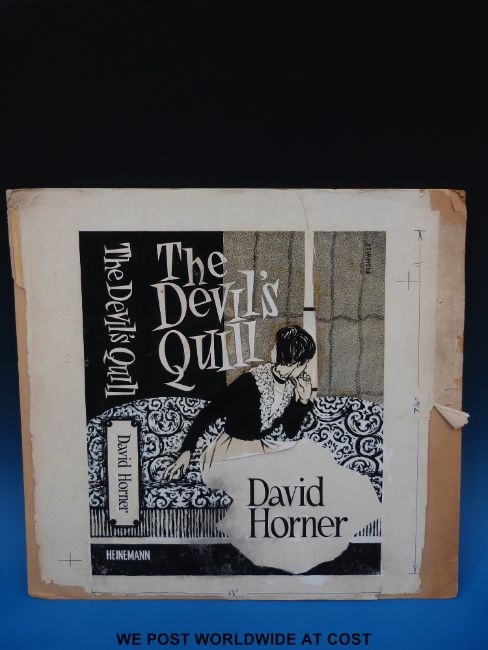 The Devil's Quill
David Horner
HEINEMANN
The
Devil's
Quill
David
Horner
WE POST WORLDWIDE AT COST